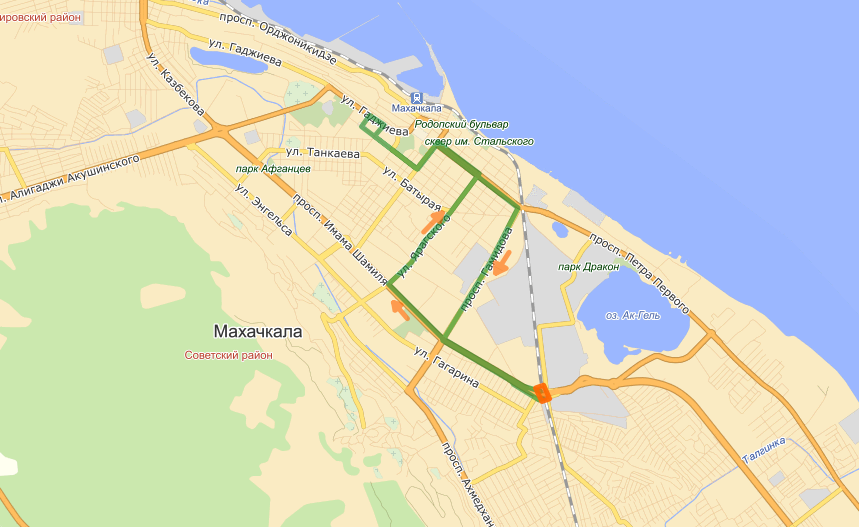 ировский район
просп. Орджоникидзе
ул. Гаджиева
ул. Казбекова
Махачкала
ул. Гаджиева
Родопский бульвар
сквер им. Стальского
ул. Танкаева
л. Алигаджи Акушинского
парк Афганцев
ул. Батырая
ул. Энгельса
просп. Имама Шамиля
ул. Ярагского
просп. Гамидова
просп. Петра Первого
парк Дракон
оз. Ак-Гель
Махачкала
Советский район
ул. Гагарина
просп. Ахмедхан
Талгинка